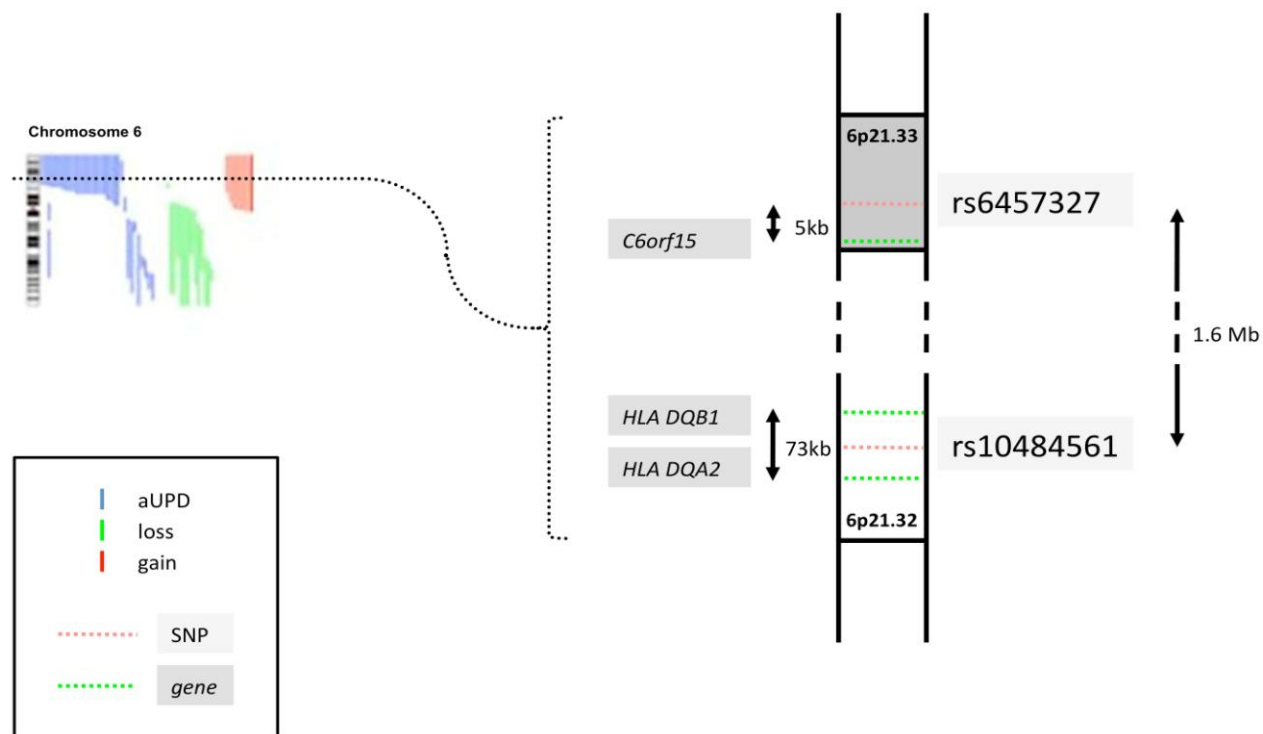 Chromosome 6
6p21.33
rs6457327
C6orf15
5kb
1.6 Mb
HLA DQB1
73kb
HLA DQA2
rs10484561
6p21.32
aUPD
loss
gain
SNP
gene